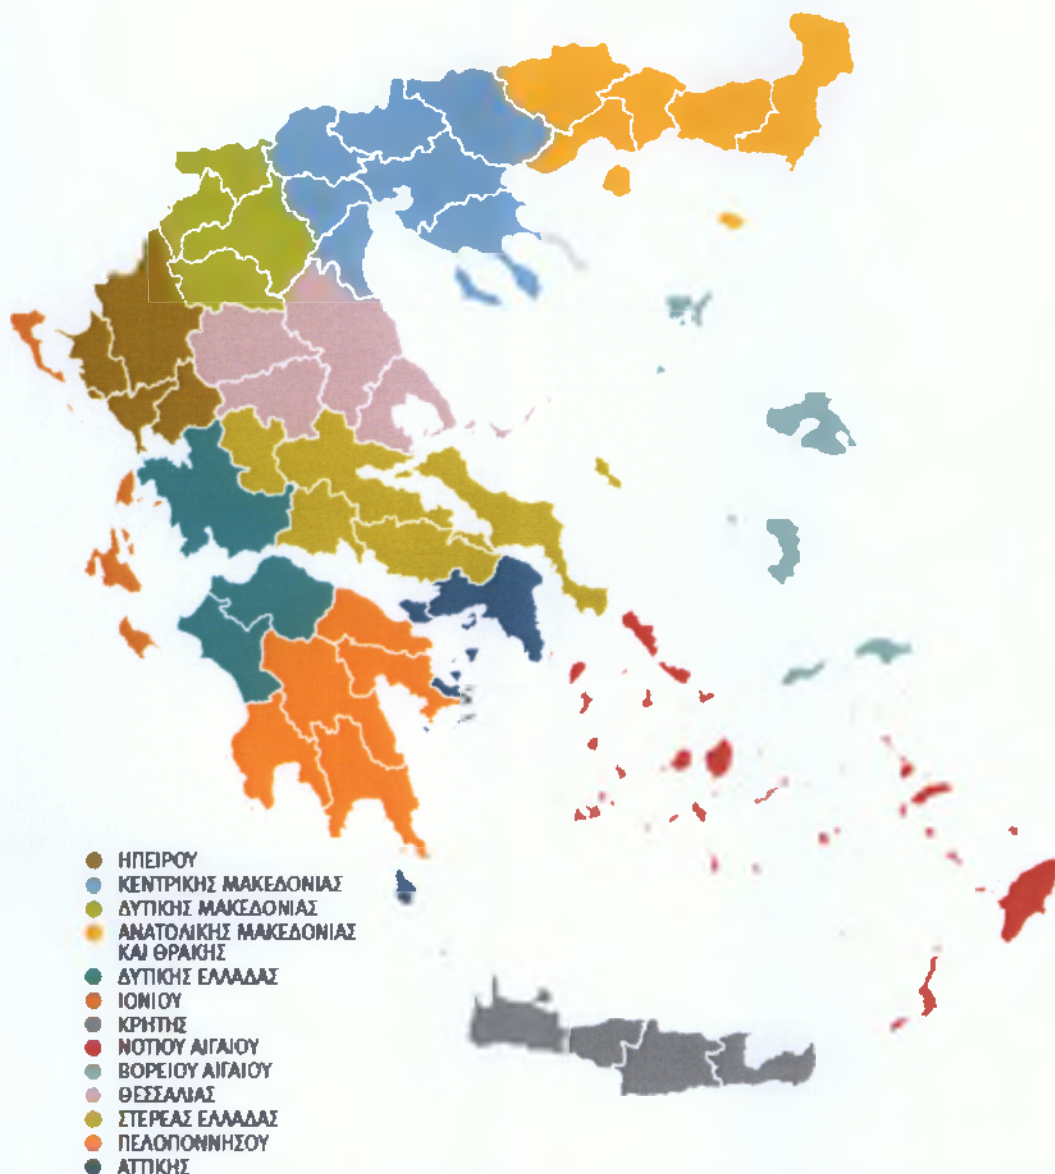 ΗΠΕΙΡΟΥ
ΚΕΝΤΡΙΚΗΣ ΜΑΚΕΔΟΝΙΑΣ
ΔΥΤΙΚΗΣ ΜΑΚΕΔΟΝΙΑΣ
ΑΝΑΤΟΛΙΚΗΣ ΜΑΚΕΔΟΝΙΑΣ
ΚΑΙ ΘΡΑΚΗΣ
ΔΥΤΙΚΗΣ ΕΛΛΑΔΑΣ
ΙΟΝΙΟΥ
ΚΡΗΤΗΣ
ΝΟΤΙΟΥ ΑΙΓΑΙΟΥ
ΒΟΡΕΙΟΥ ΑΙΓΑΙΟΥ
ΘΕΣΣΑΛΙΑΣ
ΣΤΕΡΕΑΣ ΕΛΛΑΔΑΣ
ΠΕΛΟΠΟΝΝΗΣΟΥ
ΑΤΤΙΚΗΣ